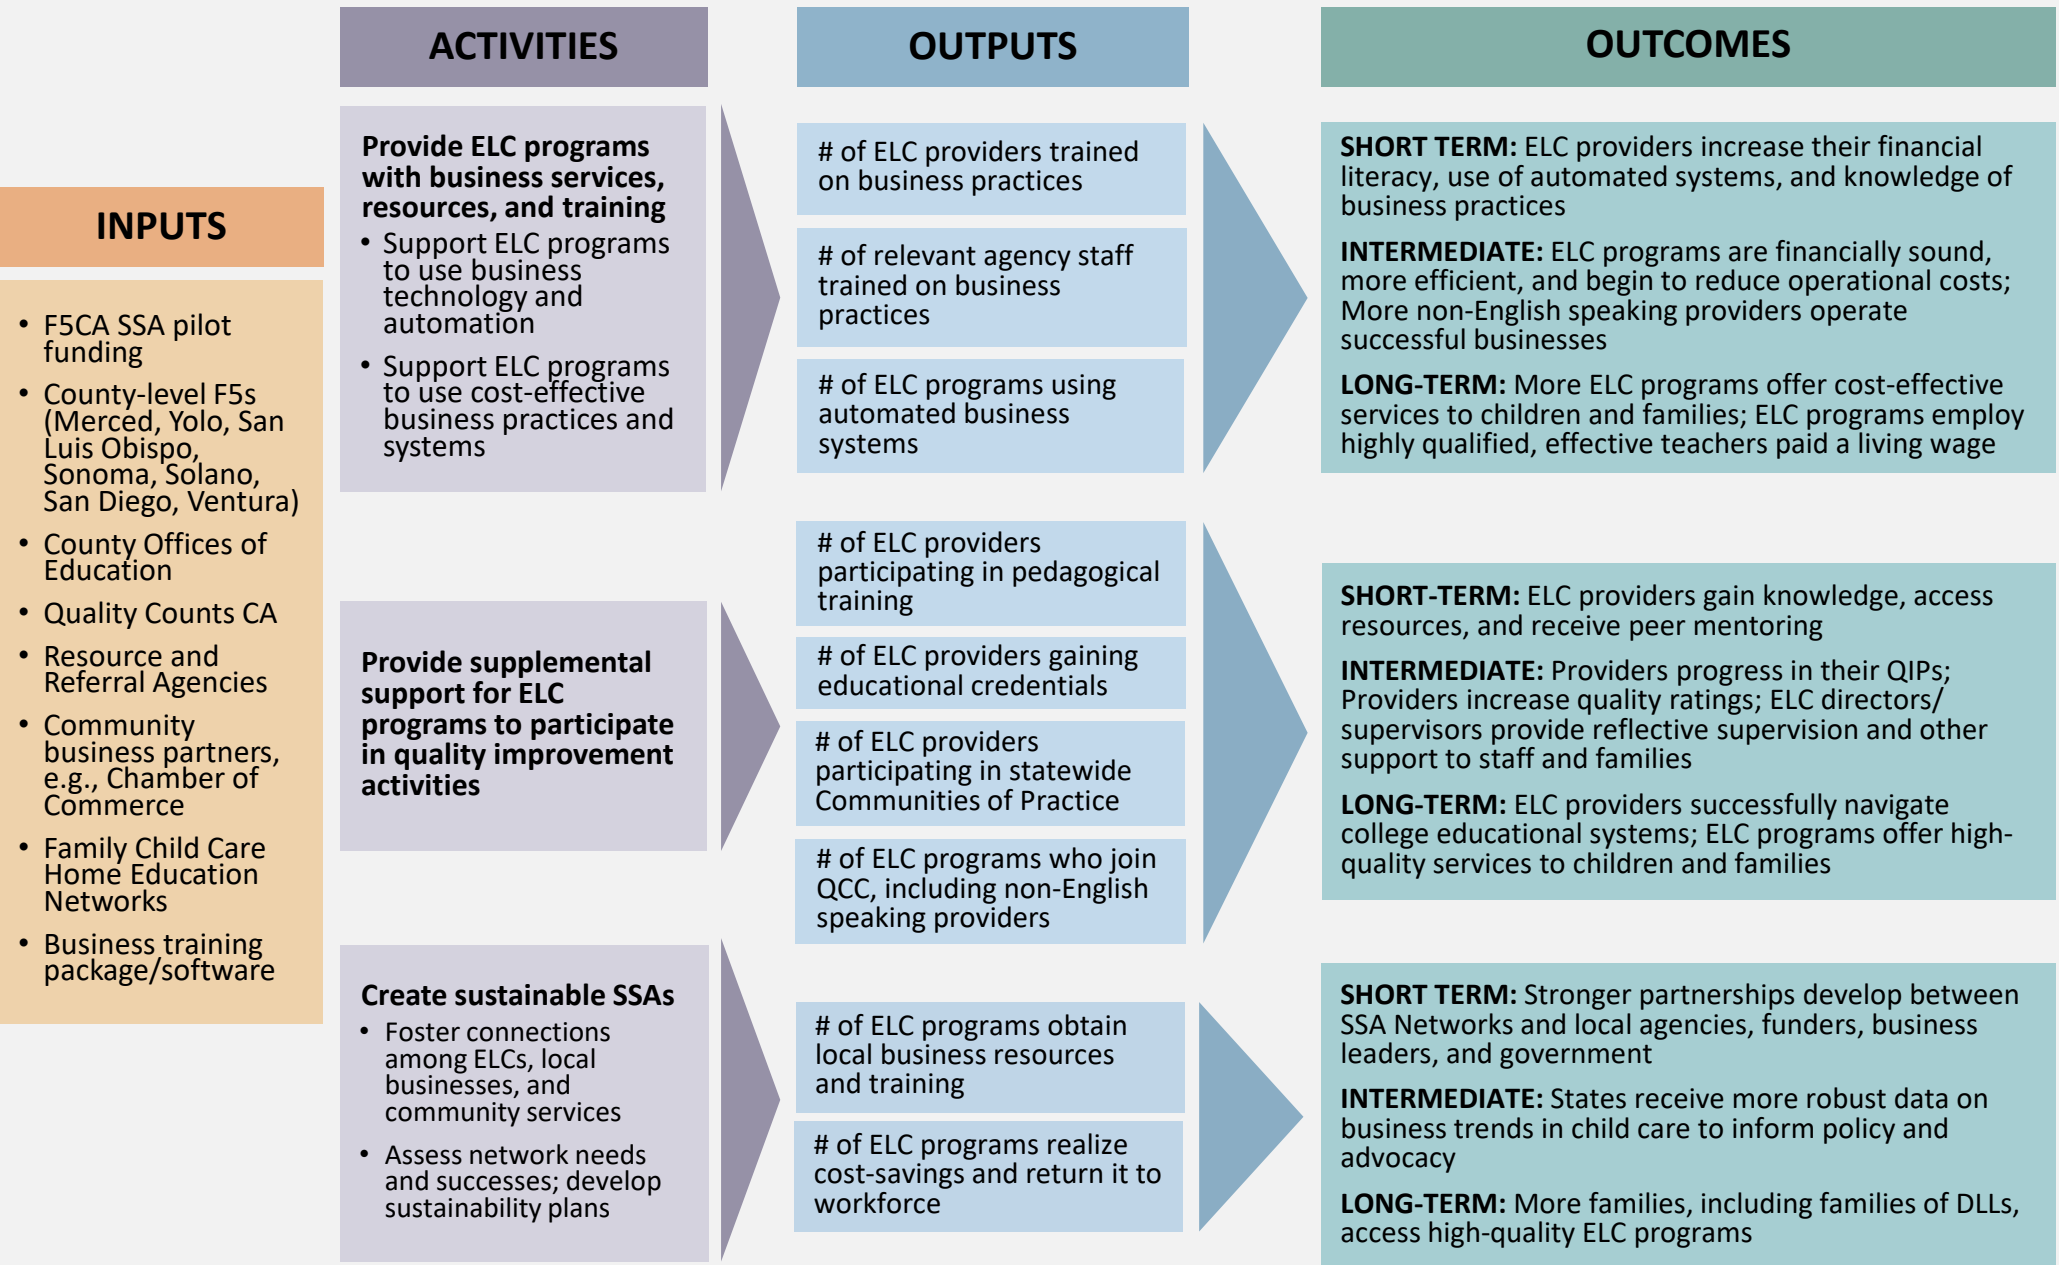 INPUTS
• F5CA SSA pilot
funding
• County-level F5s
(Merced, Yolo, San
Luis Obispo,
Sonoma, Solano,
San Diego, Ventura)
• County Offices of
Education
• Quality Counts CA
• Resource and
Referral Agencies
• Community
business partners,
e.g., Chamber of
Commerce
• Family Child Care
Home Education
Networks
• Business training
package/software
ACTIVITIES
Provide ELC programs
with business services,
resources, and training
• Support ELC programs
to use business
technology and
automation
• Support ELC programs
to use cost-effective
business practices and
systems
Provide supplemental
support for ELC
programs to participate
in quality improvement
activities
Create sustainable SSAs
• Foster connections
among ELCs, local
businesses, and
community services
• Assess network needs
and successes; develop
sustainability plans
OUTPUTS
# of ELC providers trained
on business practices
# of relevant agency staff
trained on business
practices
# of ELC programs using
automated business
systems
# of ELC providers
participating in pedagogical
training
# of ELC providers gaining
educational credentials
# of ELC providers
participating in statewide
Communities of Practice
# of ELC programs who join
QCC, including non-English
speaking providers
# of ELC programs obtain
local business resources
and training
# of ELC programs realize
cost-savings and return it to
workforce
OUTCOMES
SHORT TERM: ELC providers increase their financial
literacy, use of automated systems, and knowledge of
business practices
INTERMEDIATE: ELC programs are financially sound,
more efficient, and begin to reduce operational costs;
More non-English speaking providers operate
successful businesses
LONG-TERM: More ELC programs offer cost-effective
services to children and families; ELC programs employ
highly qualified, effective teachers paid a living wage
SHORT-TERM: ELC providers gain knowledge, access
resources, and receive peer mentoring
INTERMEDIATE: Providers progress in their QIPs;
Providers increase quality ratings; ELC directors/
supervisors provide reflective supervision and other
support to staff and families
LONG-TERM: ELC providers successfully navigate
college educational systems; ELC programs offer high-
quality services to children and families
SHORT TERM: Stronger partnerships develop between
SSA Networks and local agencies, funders, business
leaders, and government
INTERMEDIATE: States receive more robust data on
business trends in child care to inform policy and
advocacy
LONG-TERM: More families, including families of DLLs,
access high-quality ELC programs